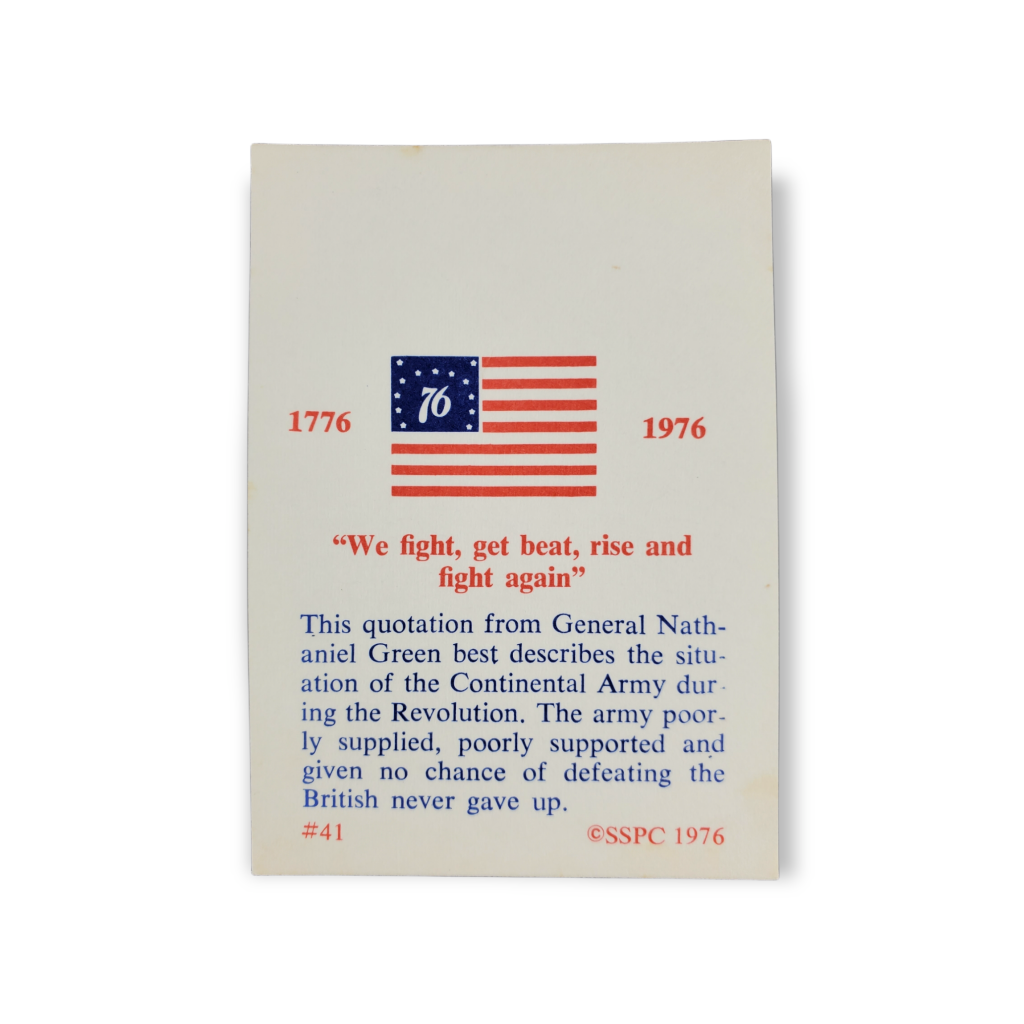 76
1776
1976
“We fight, get beat, rise and
fight again”
This quotation from General Nath-
aniel Green best describes the situ-
ation of the Continental Army dur-
ing the Revolution. The army poor-
ly supplied, poorly supported and
given no chance of defeating the
British never gave up.
#41
©SSPC 1976